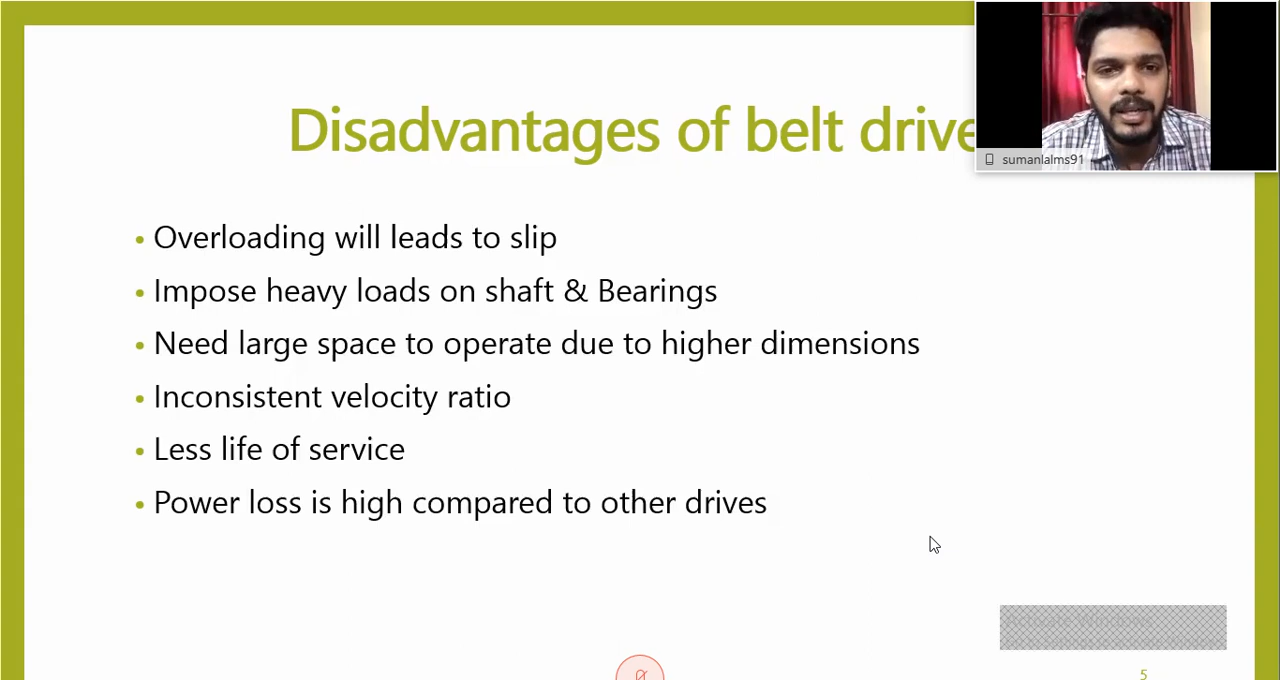 Disadvantages of belt drive
sumanlalms91
• Overloading will leads to slip
• Impose heavy loads on shaft & Bearings
• Need large space to operate due to higher dimensions
• Inconsistent velocity ratio
• Less life of service
• Power loss is high compared to other drives
Activate Windows
5